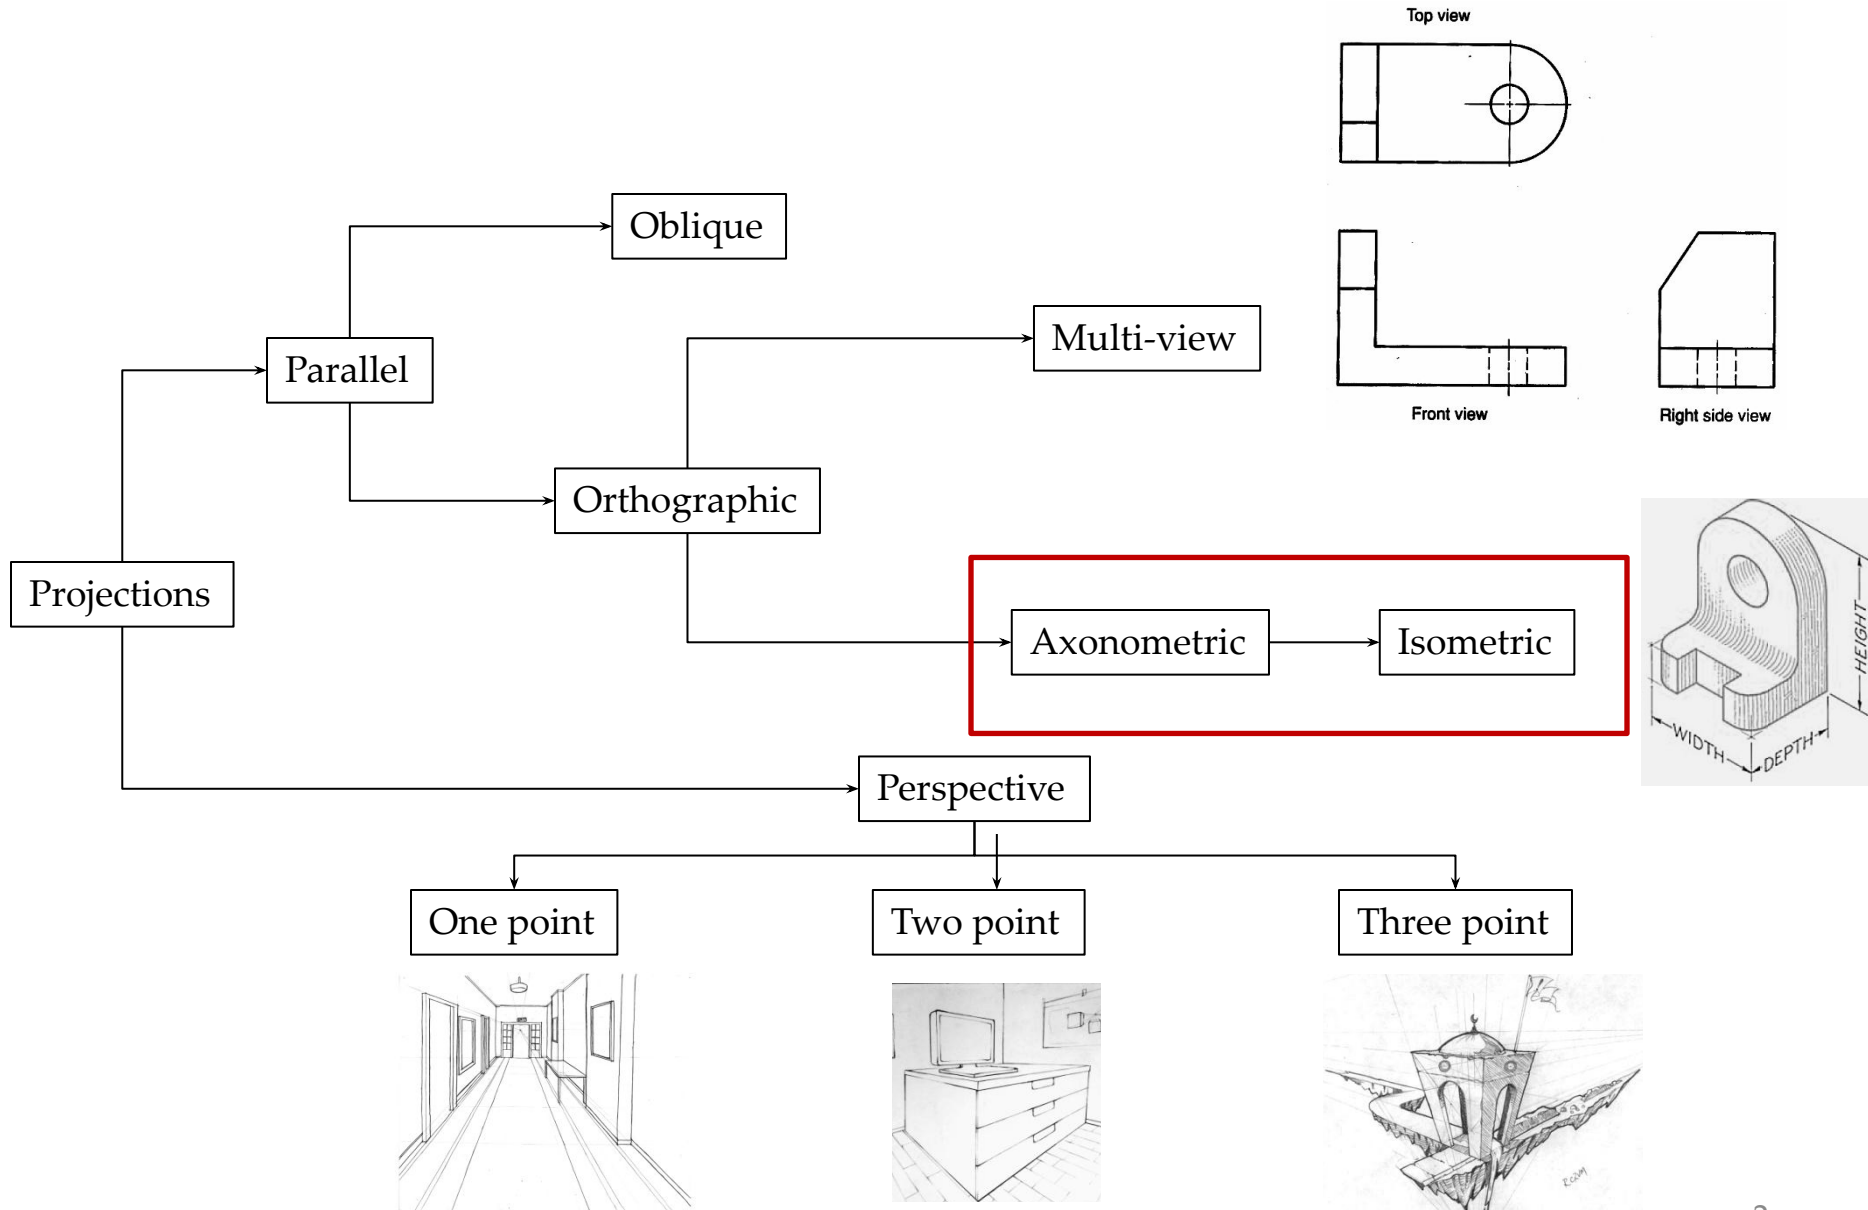 Top view
Oblique
Multi-view
Parallel
Front view
Right side view
Orthographic
Projections
Axonometric
Isometric
HEIGHT
WIDTH
DEPTH
Perspective
One point
Two point
Three point